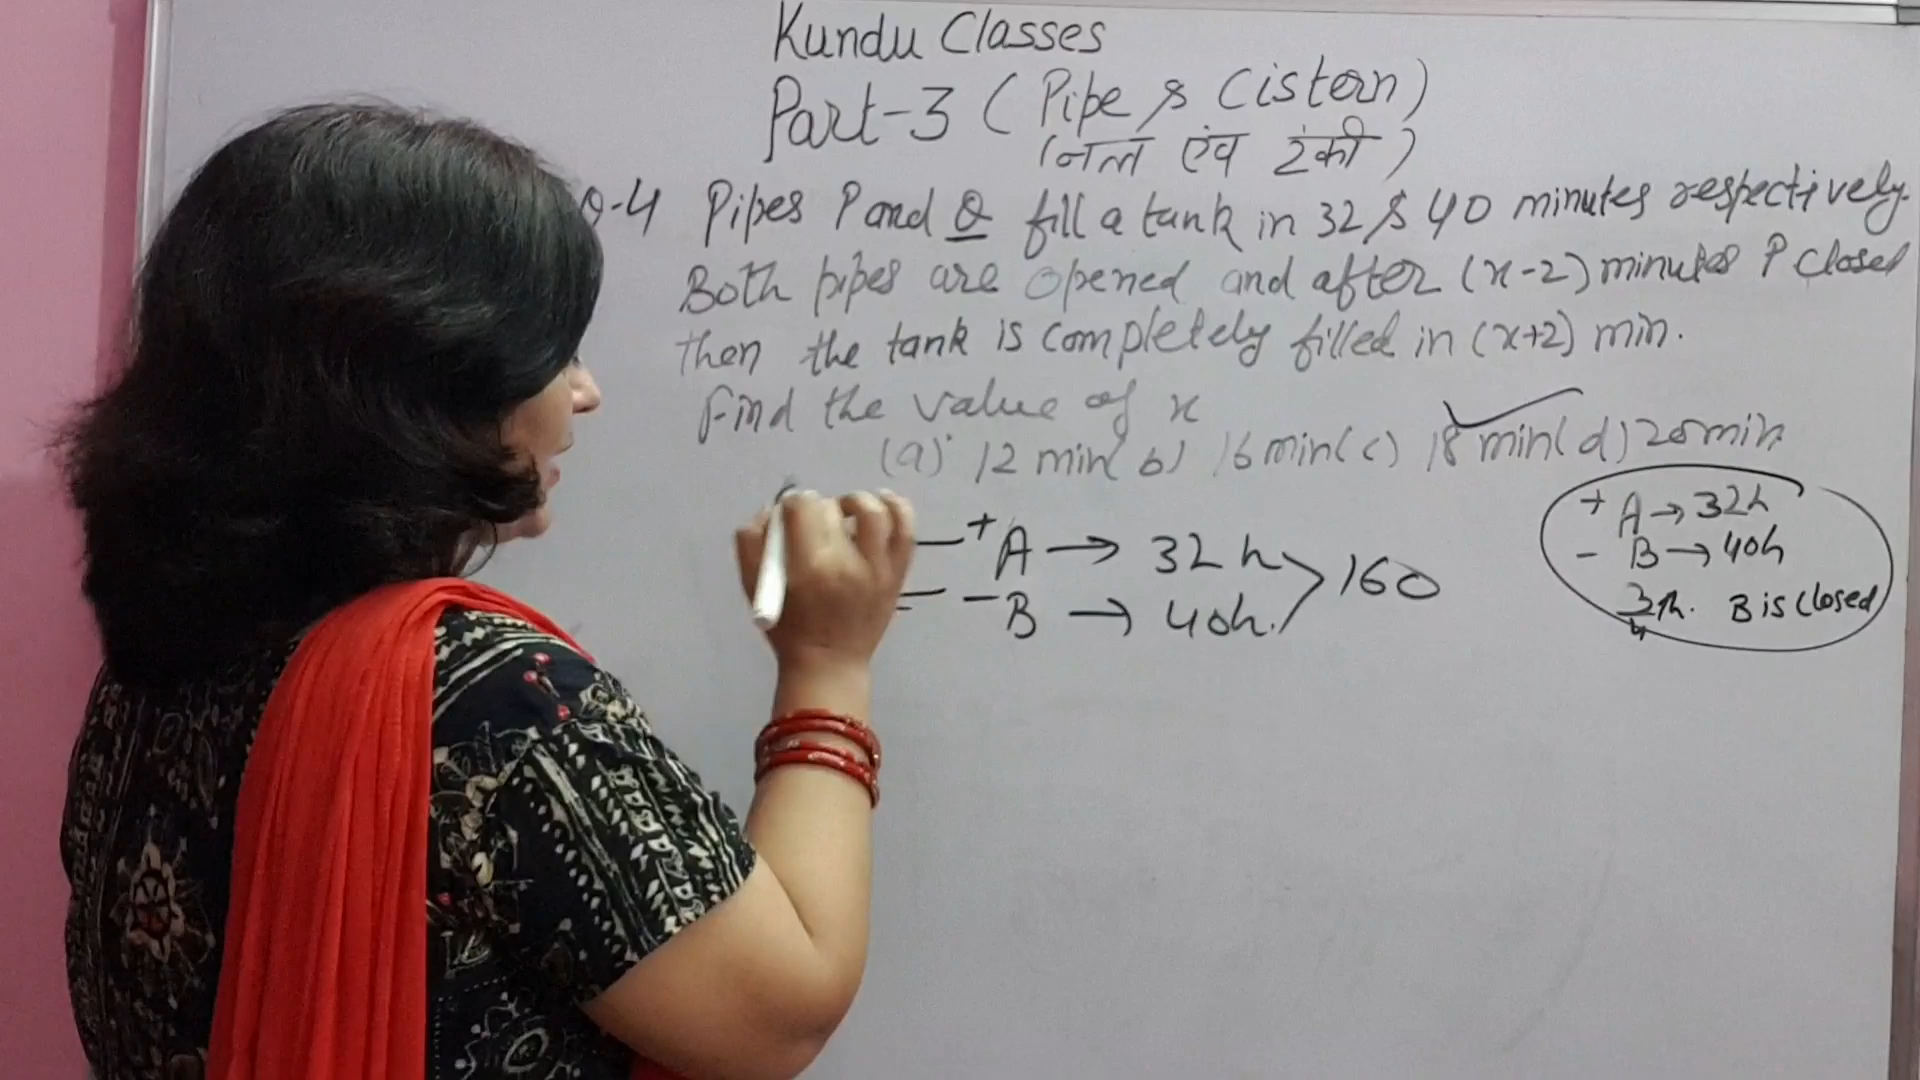 Kundu Classes
Part-3 ( Pipe & Cistern )
( नल एंव टंकी )
Q-4 Pipes P and Q fill a tank in 32 & 40 minutes respectively.
Both pipes are opened and after (x-2) minutes P closed
then the tank is completely filled in (x+2) min.
Find the value of x
(a) 12 min (b) 16 min (c) 18 min (d) 20 min
+ A → 32h
- B → 40h.
160
+ A → 32h
- B → 40h
B is closed